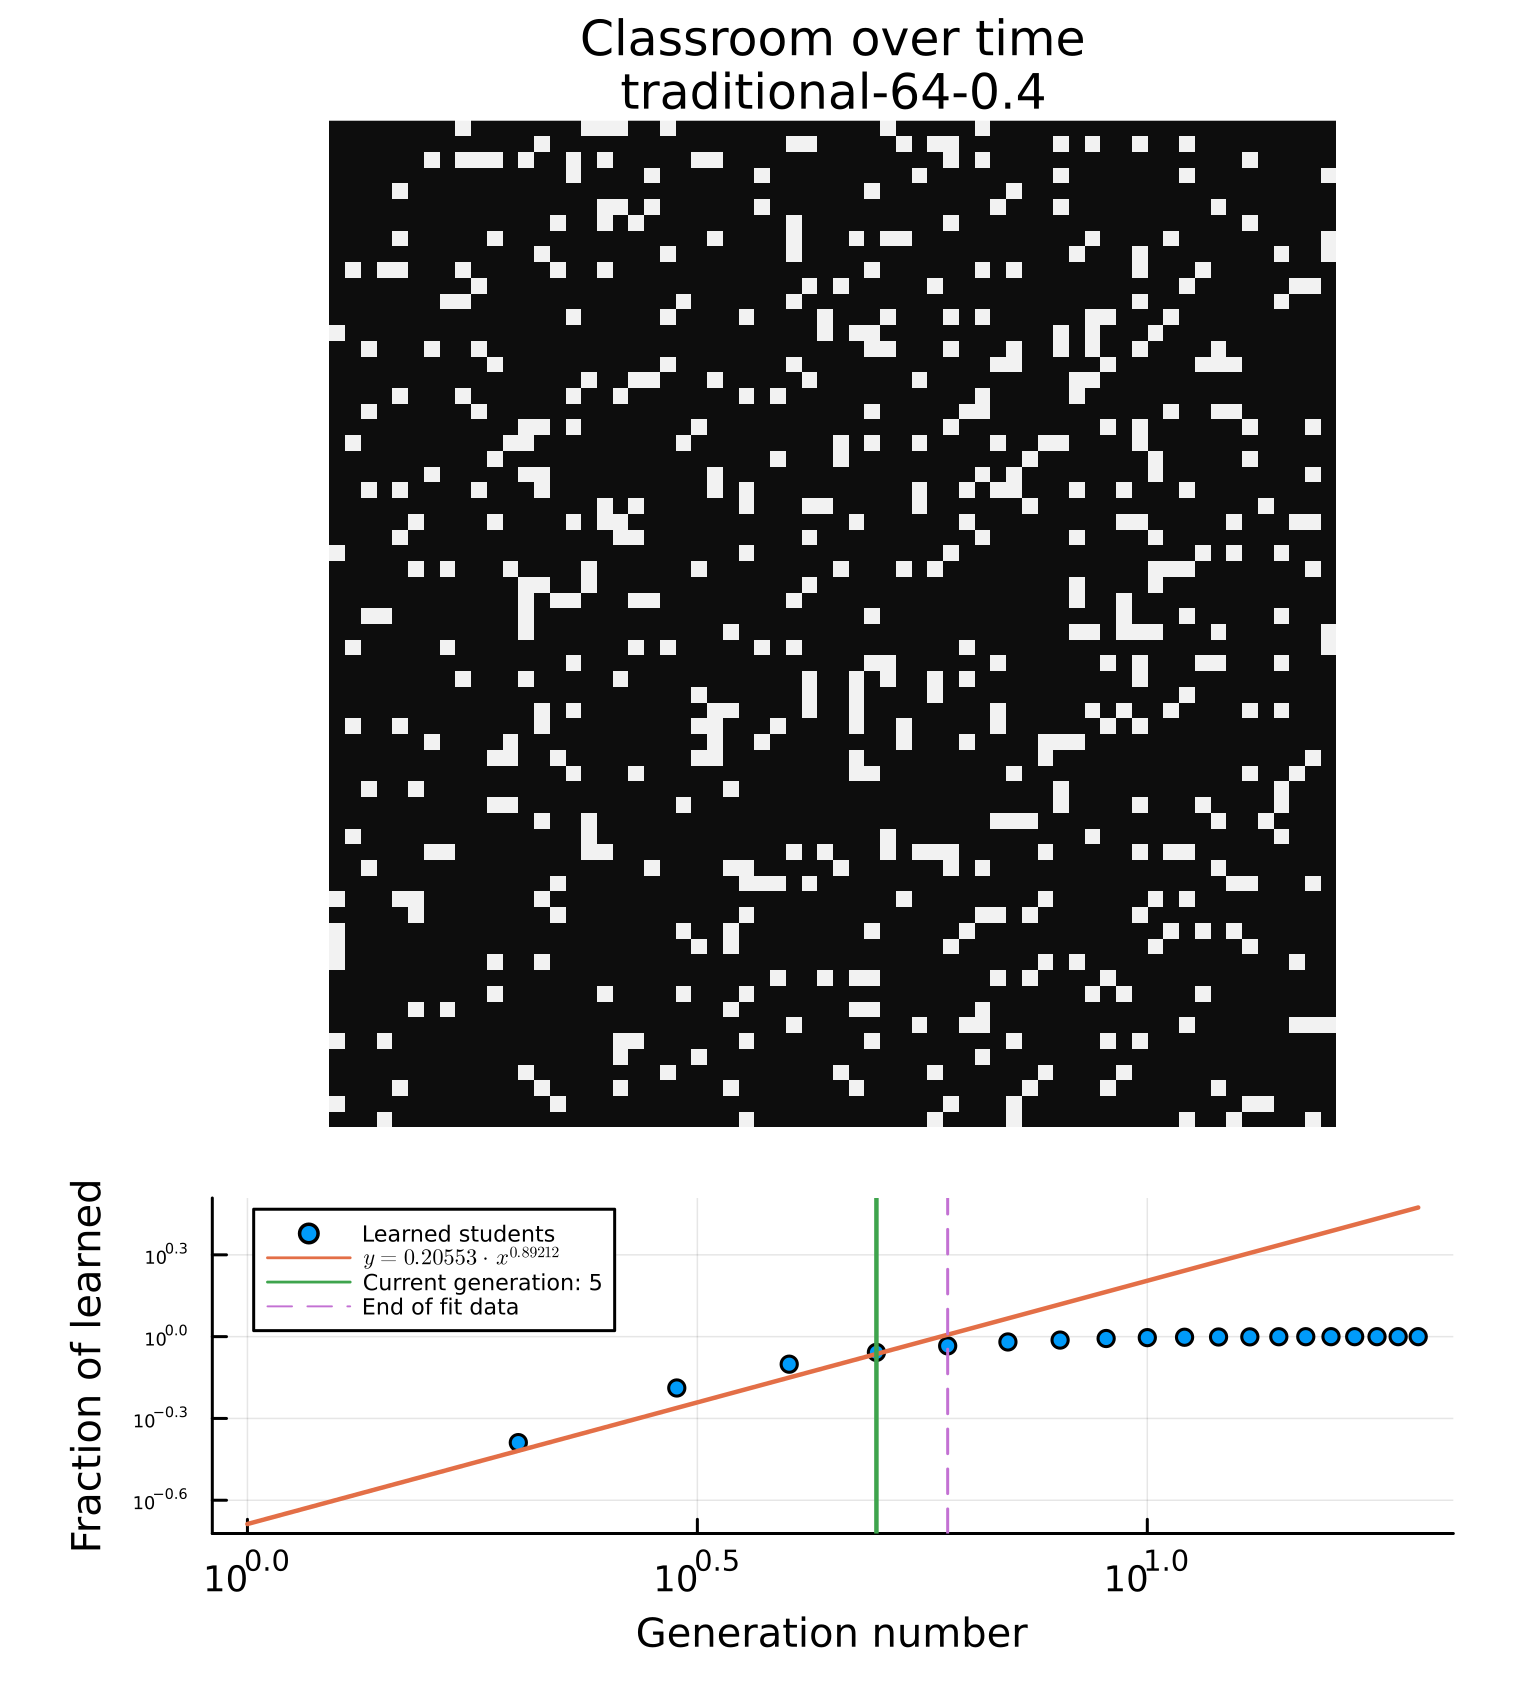 Classroom over time
traditional-64-0.4
Fraction of learned
10^0.3
10^0.0
10^−0.3
10^−0.6
Learned students
y = 0.20553 · x^0.89212
Current generation: 5
End of fit data
10^0.0
10^0.5
10^1.0
Generation number